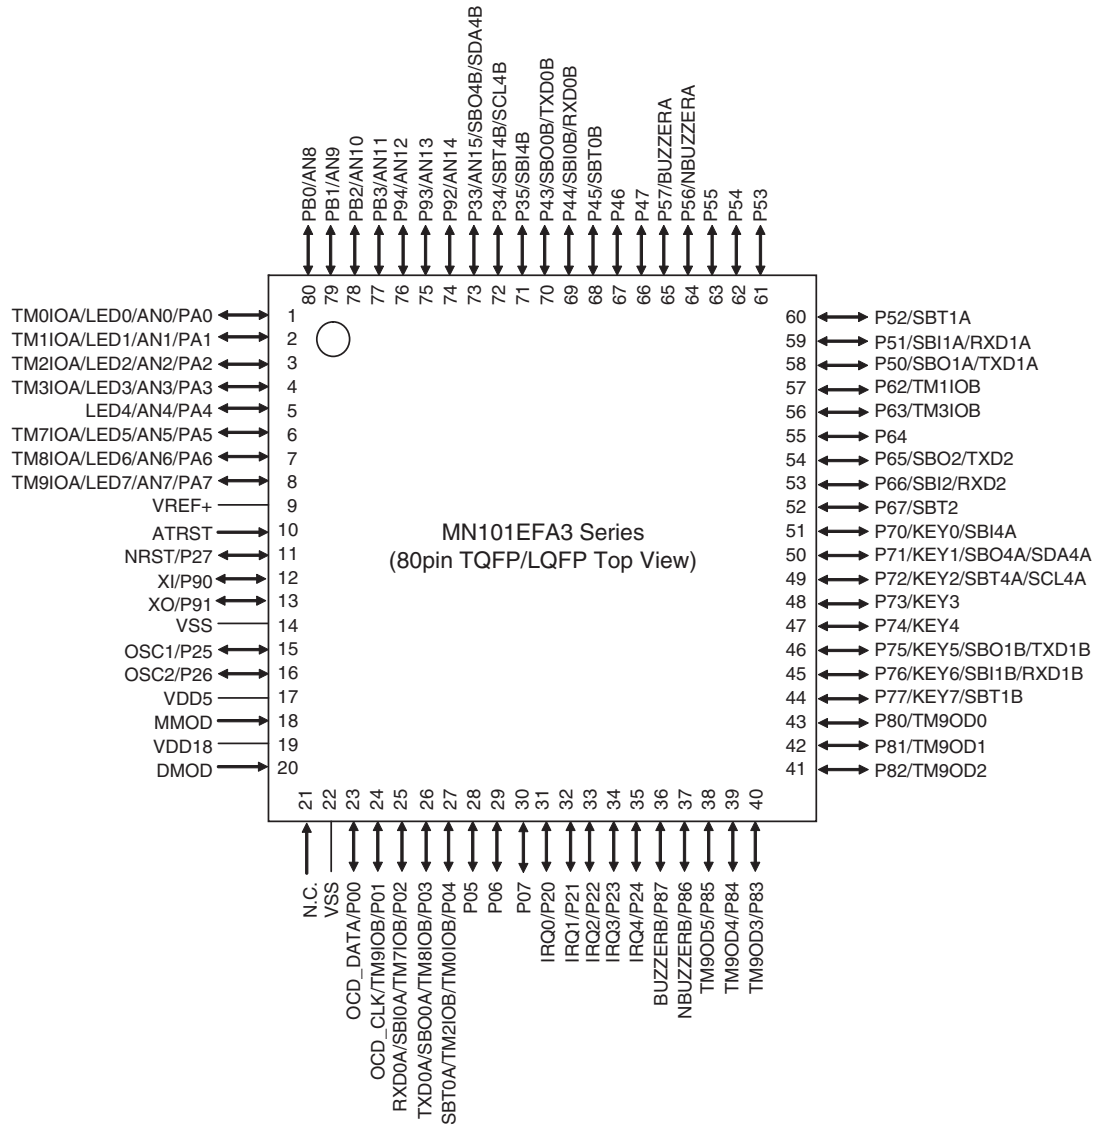 PB0/AN8
PB1/AN9
PB2/AN10
PB3/AN11
P94/AN12
P93/AN13
P92/AN14
P33/AN15/SBO4B/SDA4B
P34/SBT4B/SCL4B
P35/SBI4B
P43/SBO0B/TXD0B
P44/SBI0B/RXD0B
P45/SBT0B
P46
P47
P57/BUZZERA
P56/NBUZZERA
P55
P54
P53
80
79
78
77
76
75
74
73
72
71
70
69
68
67
66
65
64
63
62
61
TM0IOA/LED0/AN0/PA0 1
TM1IOA/LED1/AN1/PA1 2
TM2IOA/LED2/AN2/PA2 3
TM3IOA/LED3/AN3/PA3 4
LED4/AN4/PA4 5
TM7IOA/LED5/AN5/PA5 6
TM8IOA/LED6/AN6/PA6 7
TM9IOA/LED7/AN7/PA7 8
VREF+ 9
ATRST 10
NRST/P27 11
XI/P90 12
XO/P91 13
VSS 14
OSC1/P25 15
OSC2/P26 16
VDD5 17
MMOD 18
VDD18 19
DMOD 20
MN101EFA3 Series
(80pin TQFP/LQFP Top View)
60 P52/SBT1A
59 P51/SBI1A/RXD1A
58 P50/SBO1A/TXD1A
57 P62/TM1IOB
56 P63/TM3IOB
55 P64
54 P65/SBO2/TXD2
53 P66/SBI2/RXD2
52 P67/SBT2
51 P70/KEY0/SBI4A
50 P71/KEY1/SBO4A/SDA4A
49 P72/KEY2/SBT4A/SCL4A
48 P73/KEY3
47 P74/KEY4
46 P75/KEY5/SBO1B/TXD1B
45 P76/KEY6/SBI1B/RXD1B
44 P77/KEY7/SBT1B
43 P80/TM9OD0
42 P81/TM9OD1
41 P82/TM9OD2
21
22
23
24
25
26
27
28
29
30
31
32
33
34
35
36
37
38
39
40
N.C.
VSS
OCD_DATA/P00
OCD_CLK/TM9IOB/P01
RXD0A/SBI0A/TM7IOB/P02
TXD0A/SBO0A/TM8IOB/P03
SBT0A/TM2IOB/TM0IOB/P04
P05
P06
P07
IRQ0/P20
IRQ1/P21
IRQ2/P22
IRQ3/P23
IRQ4/P24
BUZZERB/P87
NBUZZERB/P86
TM9OD5/P85
TM9OD4/P84
TM9OD3/P83